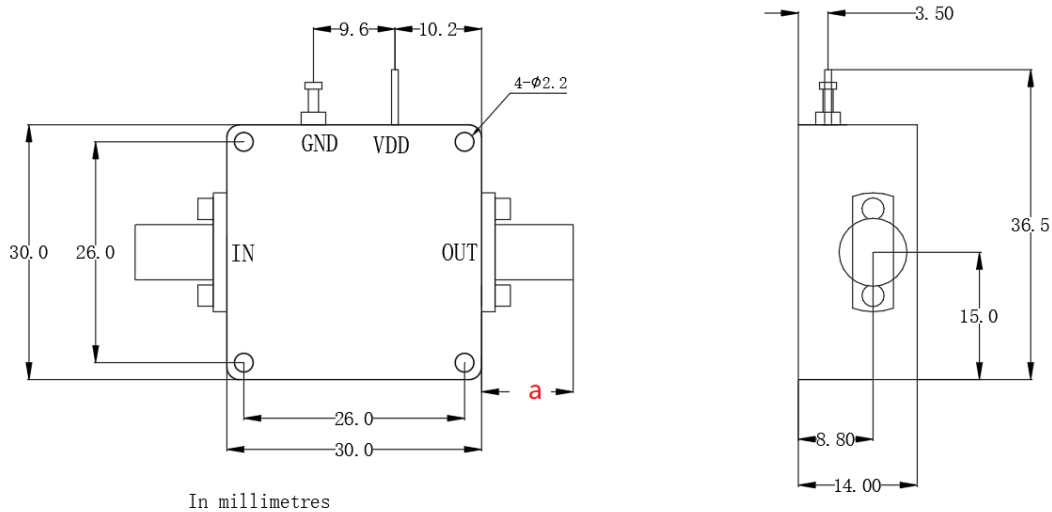 9.6
10.2
3.50
4-ϕ2.2
GND
VDD
30.0
26.0
IN
OUT
36.5
15.0
a
26.0
8.80
30.0
14.00
In millimetres